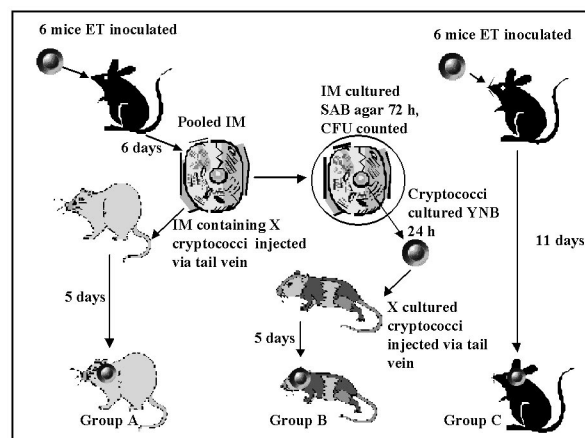 6 mice ET inoculated
6 mice ET inoculated
IM cultured
SAB agar 72 h,
CFU counted
Pooled IM
6 days
Cryptococci
cultured YNB
24 h
IM containing X
cryptococci injected
via tail vein
11 days
5 days
X cultured
cryptococci
injected via tail
vein
5 days
Group A
Group B
Group C